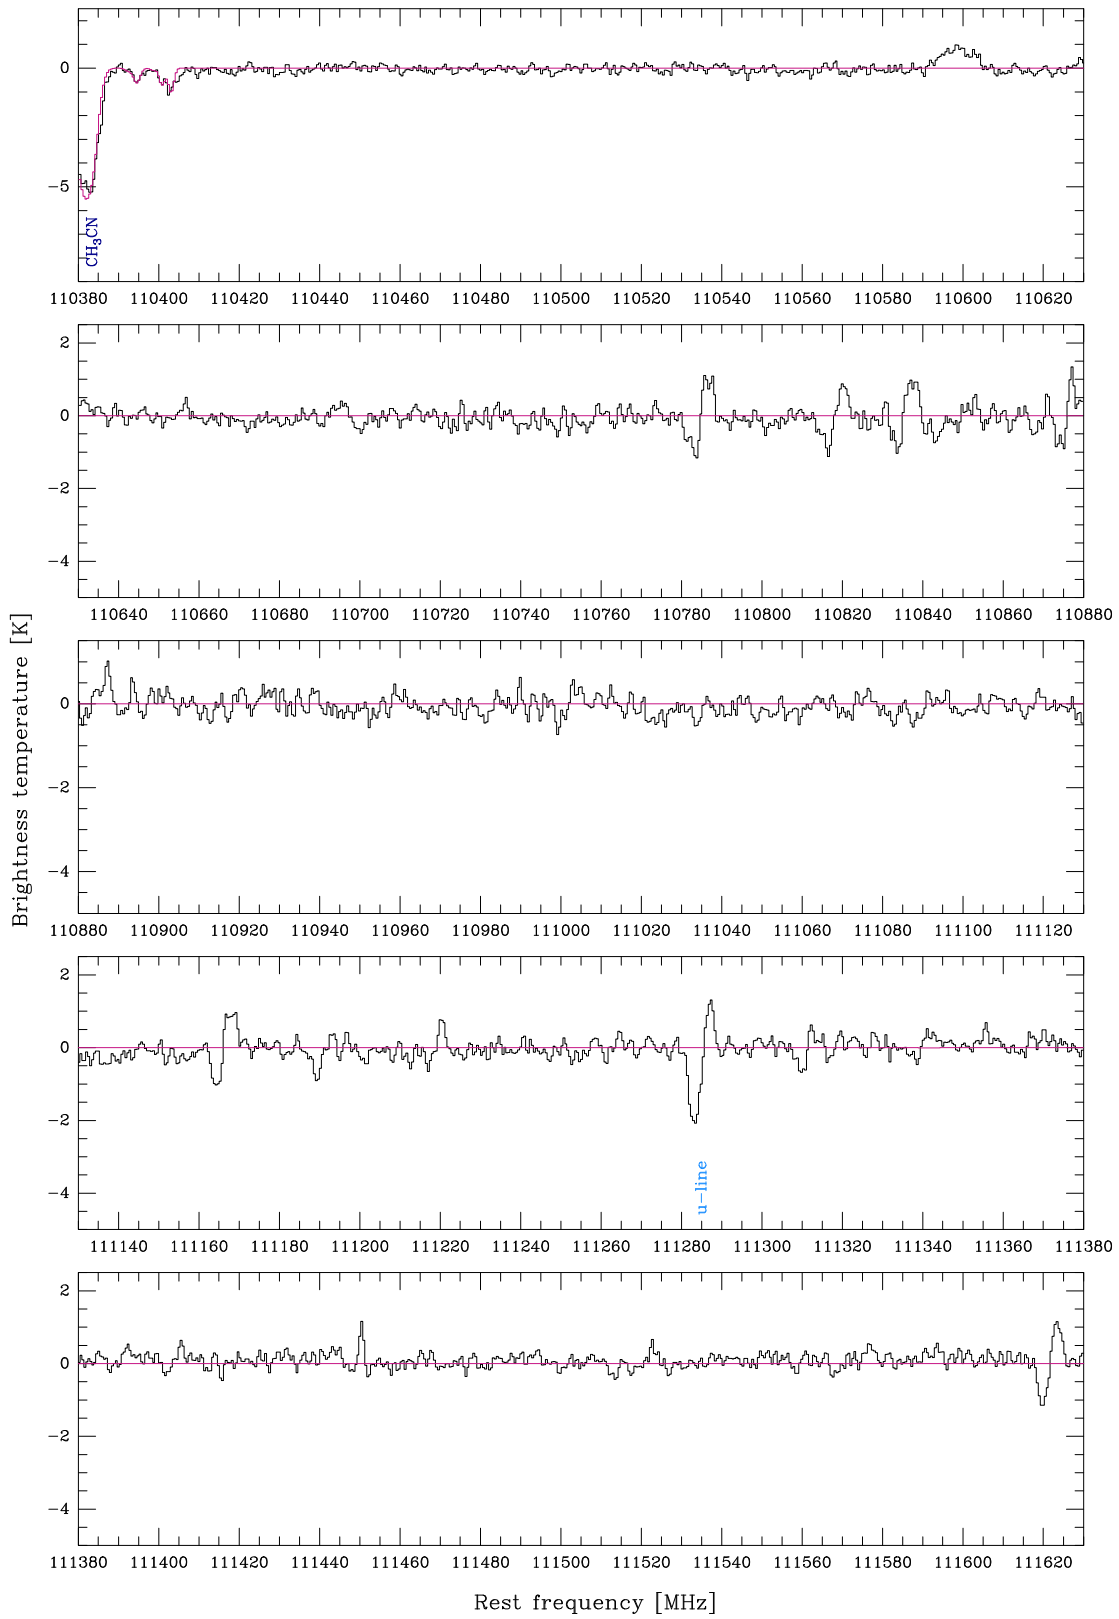 0
−5
CH3CN
110380 110400 110420 110440 110460 110480 110500 110520 110540 110560 110580 110600 110620
2
0
−2
−4
110640 110660 110680 110700 110720 110740 110760 110780 110800 110820 110840 110860 110880
Brightness temperature [K]
0
−2
−4
110880 110900 110920 110940 110960 110980 111000 111020 111040 111060 111080 111100 111120
2
0
−2
−4
u−line
111140 111160 111180 111200 111220 111240 111260 111280 111300 111320 111340 111360 111380
2
0
−2
−4
111380 111400 111420 111440 111460 111480 111500 111520 111540 111560 111580 111600 111620
Rest frequency [MHz]